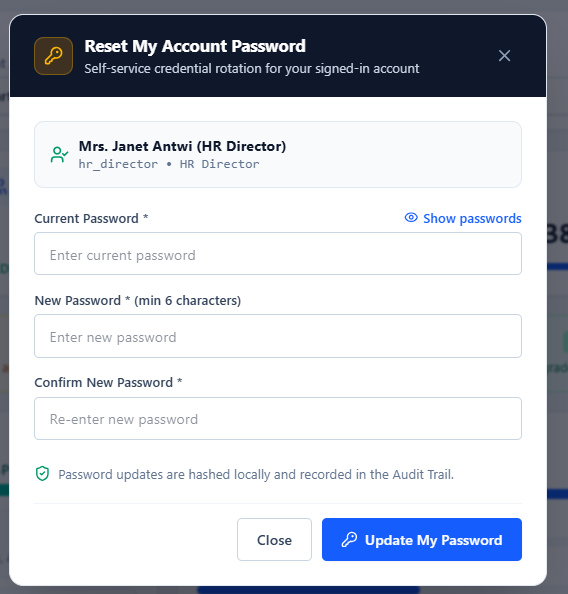 Reset My Account Password
Self-service credential rotation for your signed-in account
Mrs. Janet Antwi (HR Director)
hr_director • HR Director
Current Password *
Show passwords
Enter current password
New Password * (min 6 characters)
Enter new password
Confirm New Password *
Re-enter new password
Password updates are hashed locally and recorded in the Audit Trail.
Close
Update My Password